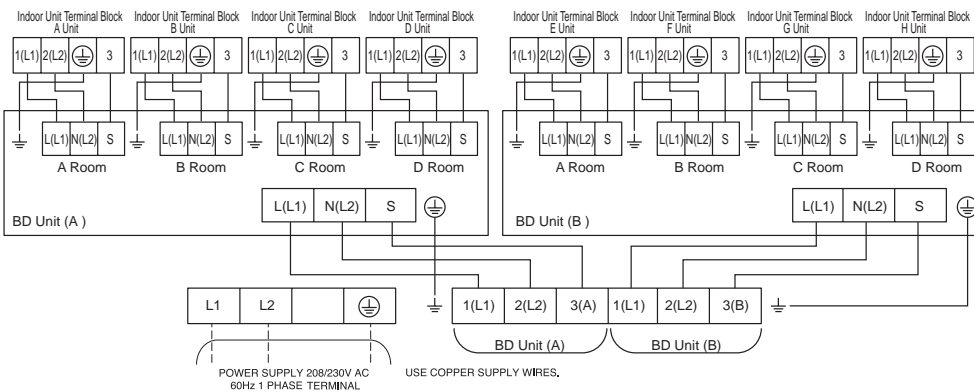 Indoor Unit Terminal Block Indoor Unit Terminal Block Indoor Unit Terminal Block Indoor Unit Terminal Block Indoor Unit Terminal Block Indoor Unit Terminal Block Indoor Unit Terminal Block Indoor Unit Terminal Block
A Unit B Unit C Unit D Unit E Unit F Unit G Unit H Unit
1(L1) 2(L2) 3 1(L1) 2(L2) 3 1(L1) 2(L2) 3 1(L1) 2(L2) 3 1(L1) 2(L2) 3 1(L1) 2(L2) 3 1(L1) 2(L2) 3 1(L1) 2(L2) 3
L(L1) N(L2) S L(L1) N(L2) S L(L1) N(L2) S L(L1) N(L2) S L(L1) N(L2) S L(L1) N(L2) S L(L1) N(L2) S L(L1) N(L2) S
A Room B Room C Room D Room A Room B Room C Room D Room
L(L1) N(L2) S L(L1) N(L2) S
BD Unit (A ) BD Unit (B )
L1 L2 1(L1) 2(L2) 3(A) 1(L1) 2(L2) 3(B)
BD Unit (A) BD Unit (B)
POWER SUPPLY 208/230V AC USE COPPER SUPPLY WIRES.
60Hz 1 PHASE TERMINAL